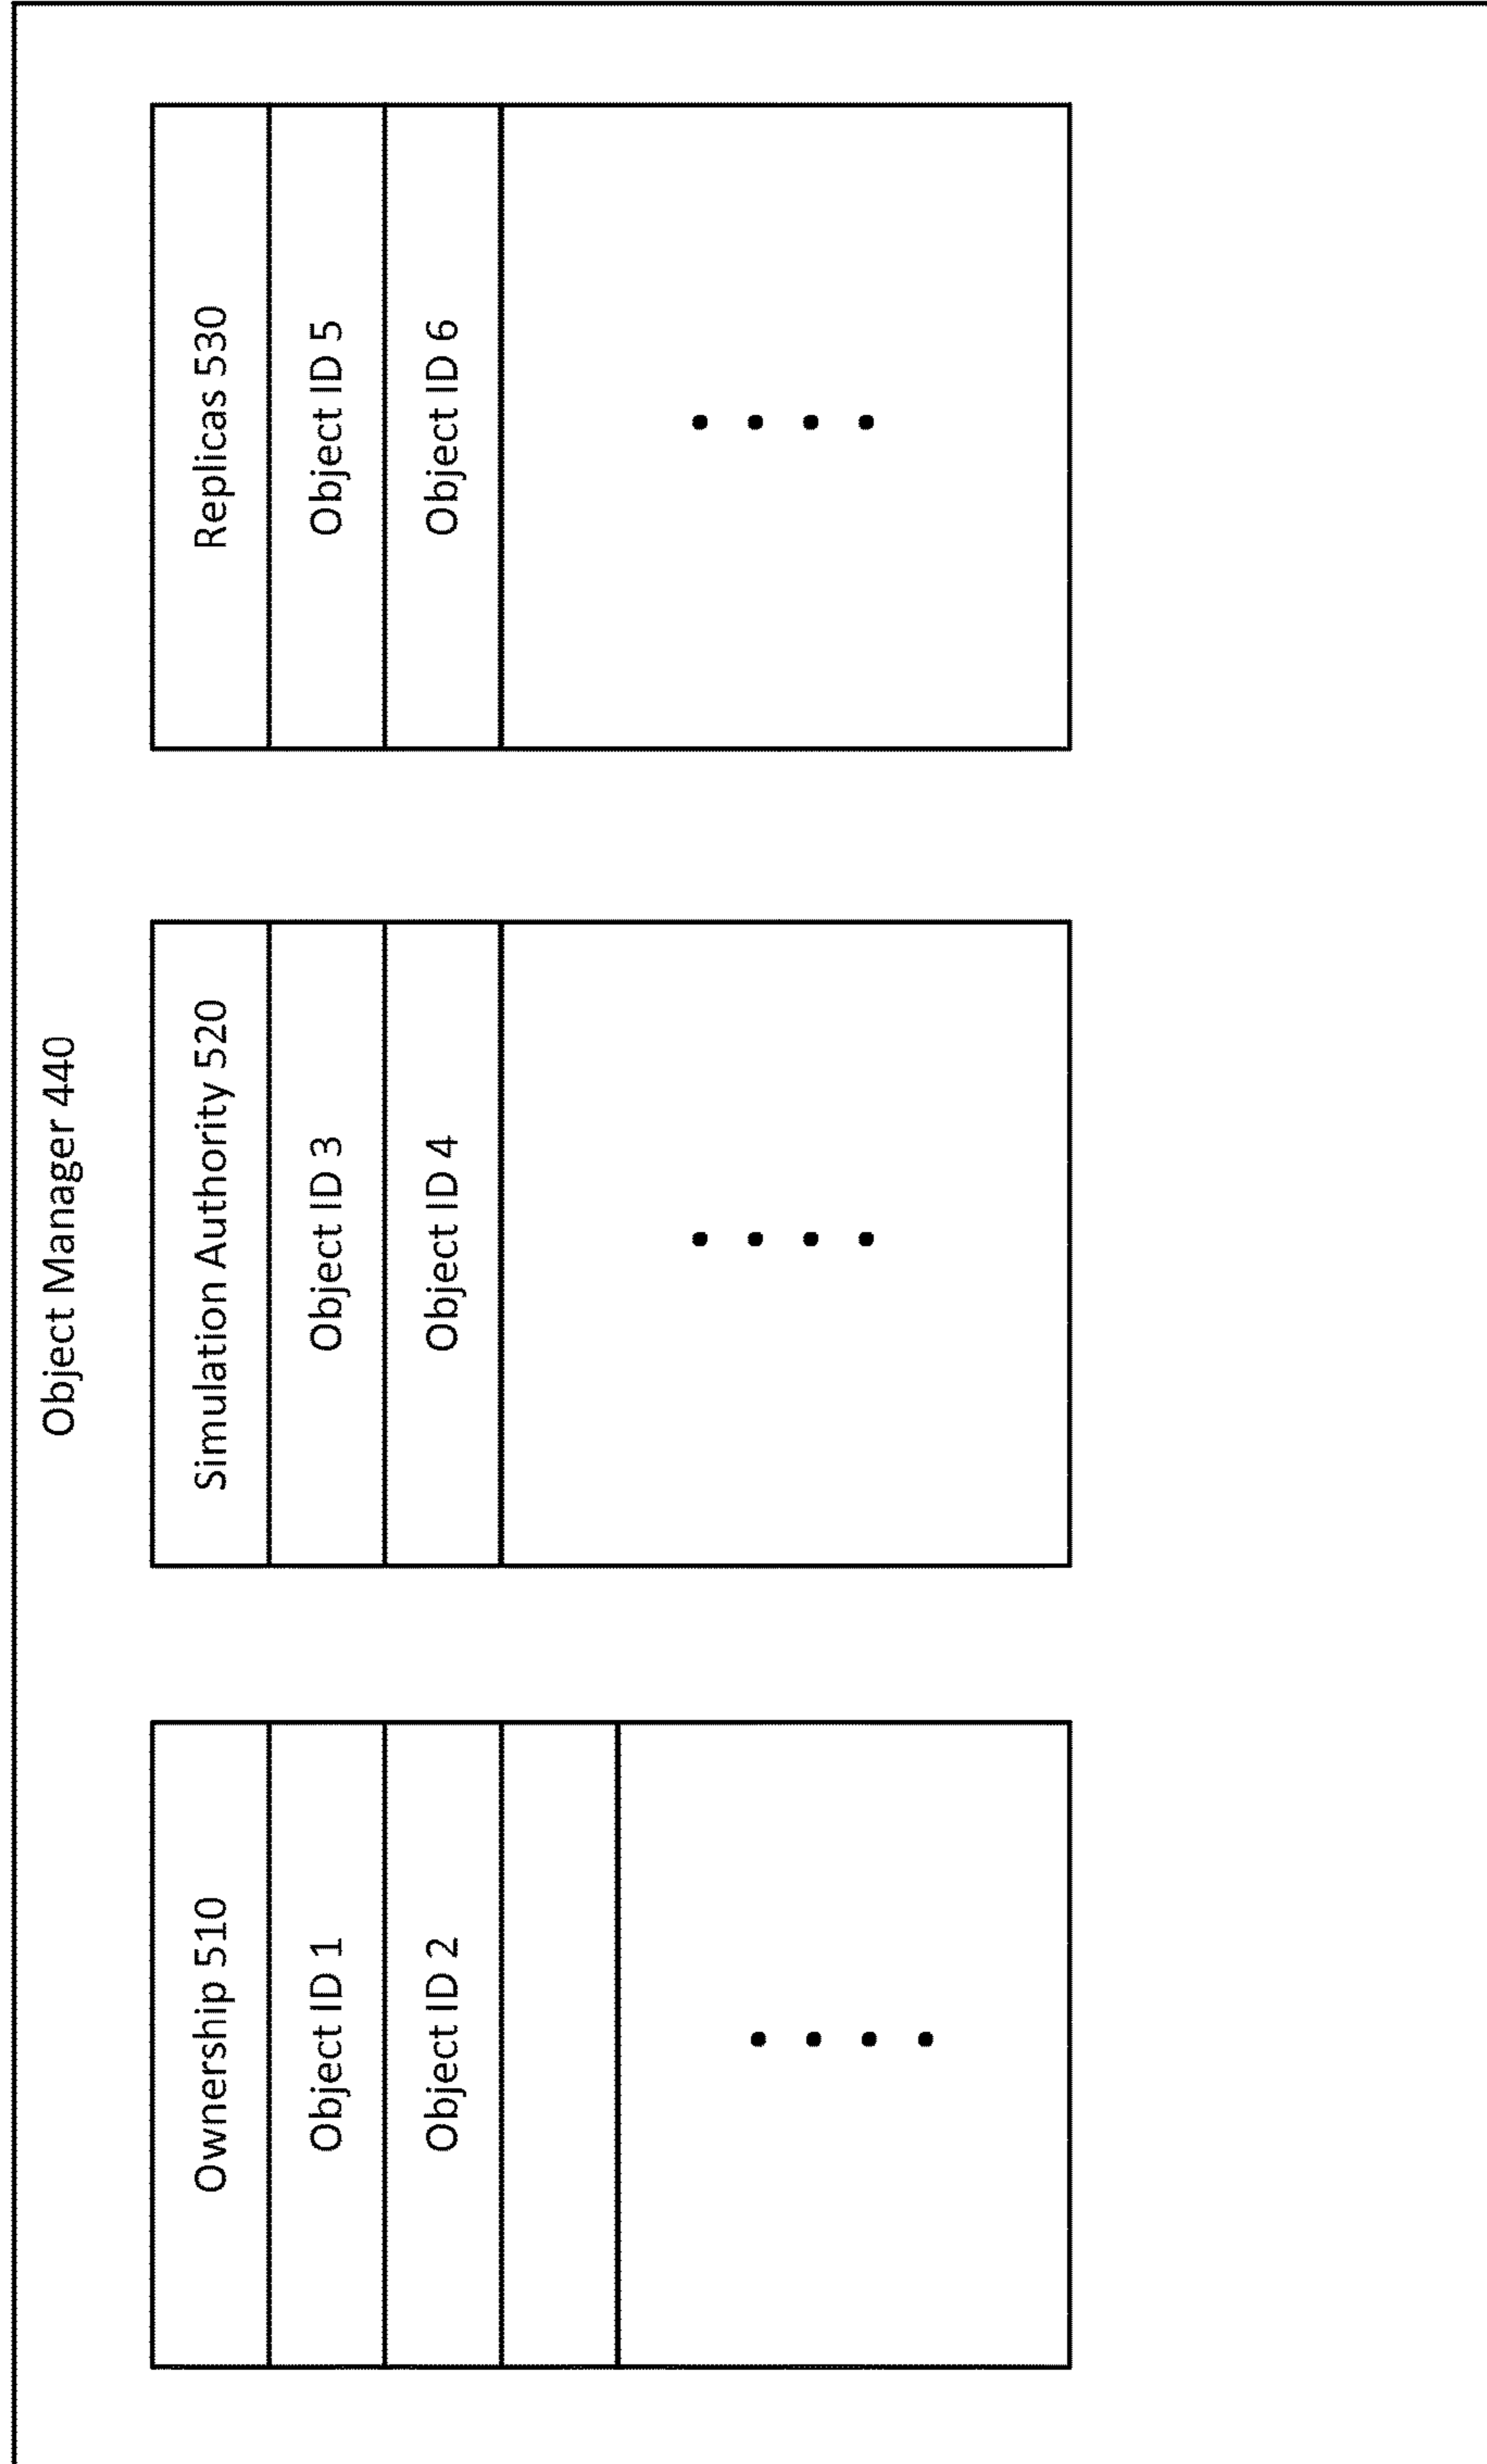 Object Manager 440
Ownership 510
Object ID 1
Object ID 2
Simulation Authority 520
Object ID 3
Object ID 4
Replicas 530
Object ID 5
Object ID 6